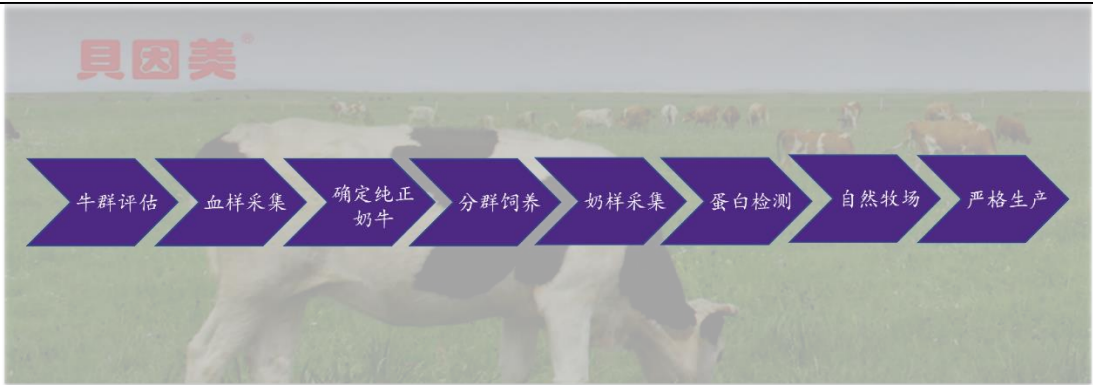 貝因美®
牛群评估
血样采集
确定纯正
奶牛
分群饲养
奶样采集
蛋白检测
自然牧场
严格生产